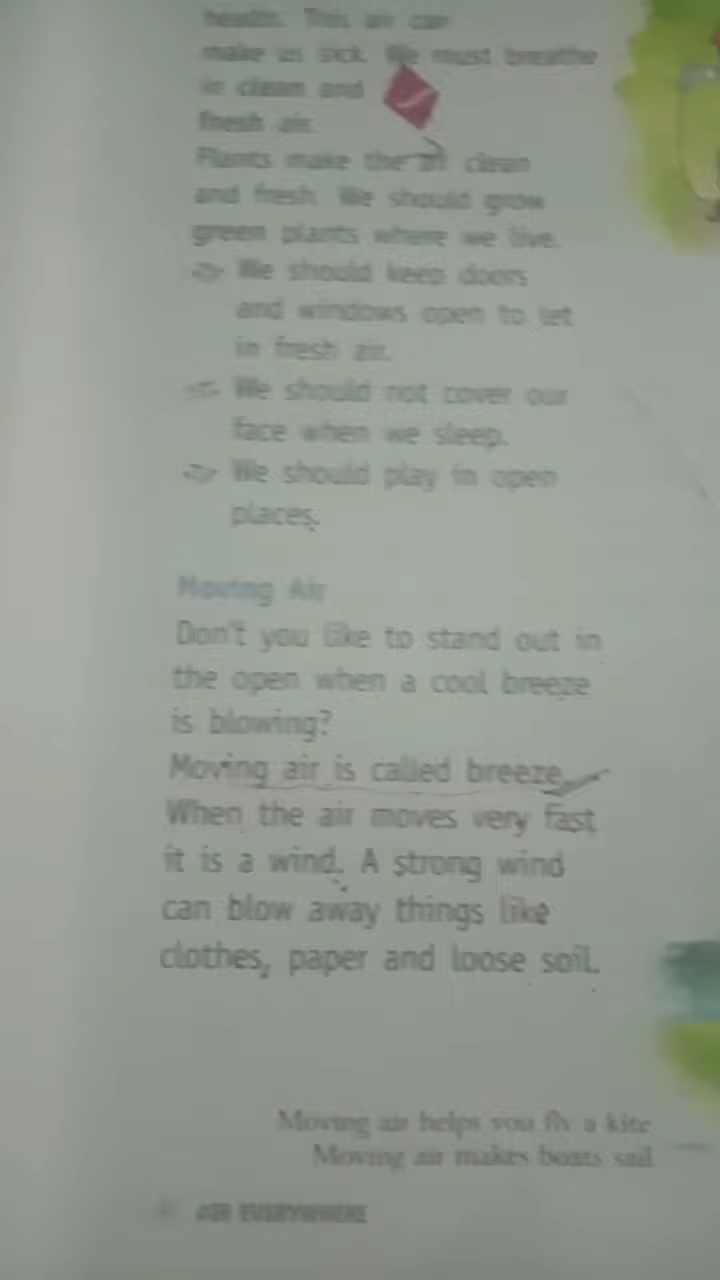 health. This air can
make us sick. We must breathe
in clean and
fresh air.
Plants make the air clean
and fresh. We should grow
green plants where we live.
We should keep doors
and windows open to let
in fresh air.
We should not cover our
face when we sleep.
We should play in open
places.
Moving Air
Don't you like to stand out in
the open when a cool breeze
is blowing?
Moving air is called breeze.
When the air moves very fast
it is a wind. A strong wind
can blow away things like
clothes, paper and loose soil.
Moving air helps you fly a kite
Moving air makes boats sail
AIR EVERYWHERE